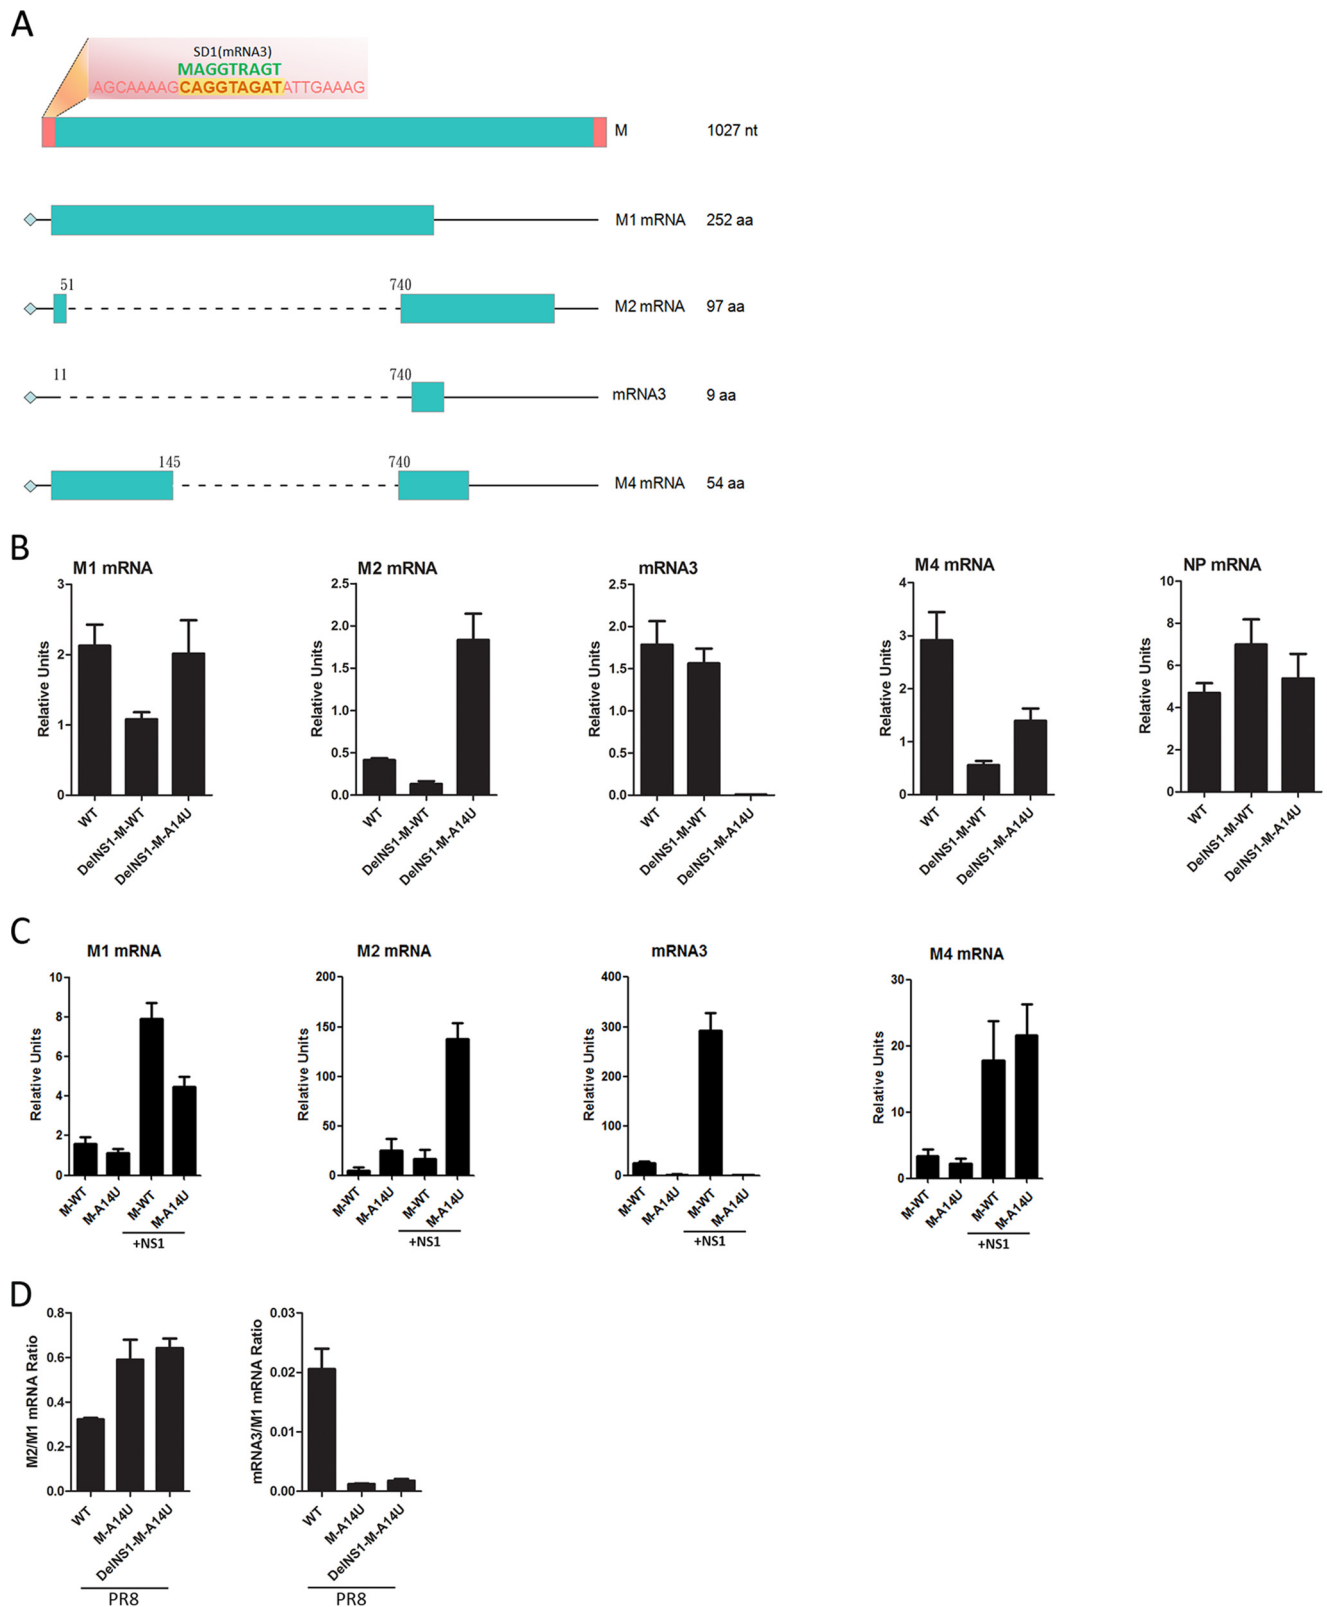 A
SD1(mRNA3)
MAGGTRAGT
AGCAAAAGCAGGTAGATATTGAAAG
M 1027 nt
M1 mRNA 252 aa
51 740
M2 mRNA 97 aa
11 740
mRNA3 9 aa
145 740
M4 mRNA 54 aa
B
M1 mRNA
Relative Units
3
2
1
0
WT
DelNS1-M-WT
DelNS1-M-A14U
M2 mRNA
Relative Units
2.5
2.0
1.5
1.0
0.5
0.0
WT
DelNS1-M-WT
DelNS1-M-A14U
mRNA3
Relative Units
2.5
2.0
1.5
1.0
0.5
0.0
WT
DelNS1-M-WT
DelNS1-M-A14U
M4 mRNA
Relative Units
4
3
2
1
0
WT
DelNS1-M-WT
DelNS1-M-A14U
NP mRNA
Relative Units
10
8
6
4
2
0
WT
DelNS1-M-WT
DelNS1-M-A14U
C
M1 mRNA
Relative Units
10
8
6
4
2
0
M-WT
M-A14U
M-WT
M-A14U
+NS1
M2 mRNA
Relative Units
200
150
100
50
0
M-WT
M-A14U
M-WT
M-A14U
+NS1
mRNA3
Relative Units
400
300
200
100
0
M-WT
M-A14U
M-WT
M-A14U
+NS1
M4 mRNA
Relative Units
30
20
10
0
M-WT
M-A14U
M-WT
M-A14U
+NS1
D
M2/M1 mRNA Ratio
0.8
0.6
0.4
0.2
0.0
WT
M-A14U
DelNS1-M-A14U
PR8
mRNA3/M1 mRNA Ratio
0.03
0.02
0.01
0.00
WT
M-A14U
DelNS1-M-A14U
PR8